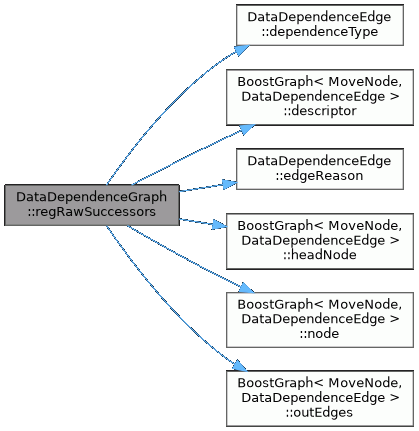 DataDependenceGraph
::regRawSuccessors
DataDependenceEdge
::dependenceType
BoostGraph< MoveNode,
DataDependenceEdge >
::descriptor
DataDependenceEdge
::edgeReason
BoostGraph< MoveNode,
DataDependenceEdge >
::headNode
BoostGraph< MoveNode,
DataDependenceEdge >
::node
BoostGraph< MoveNode,
DataDependenceEdge >
::outEdges